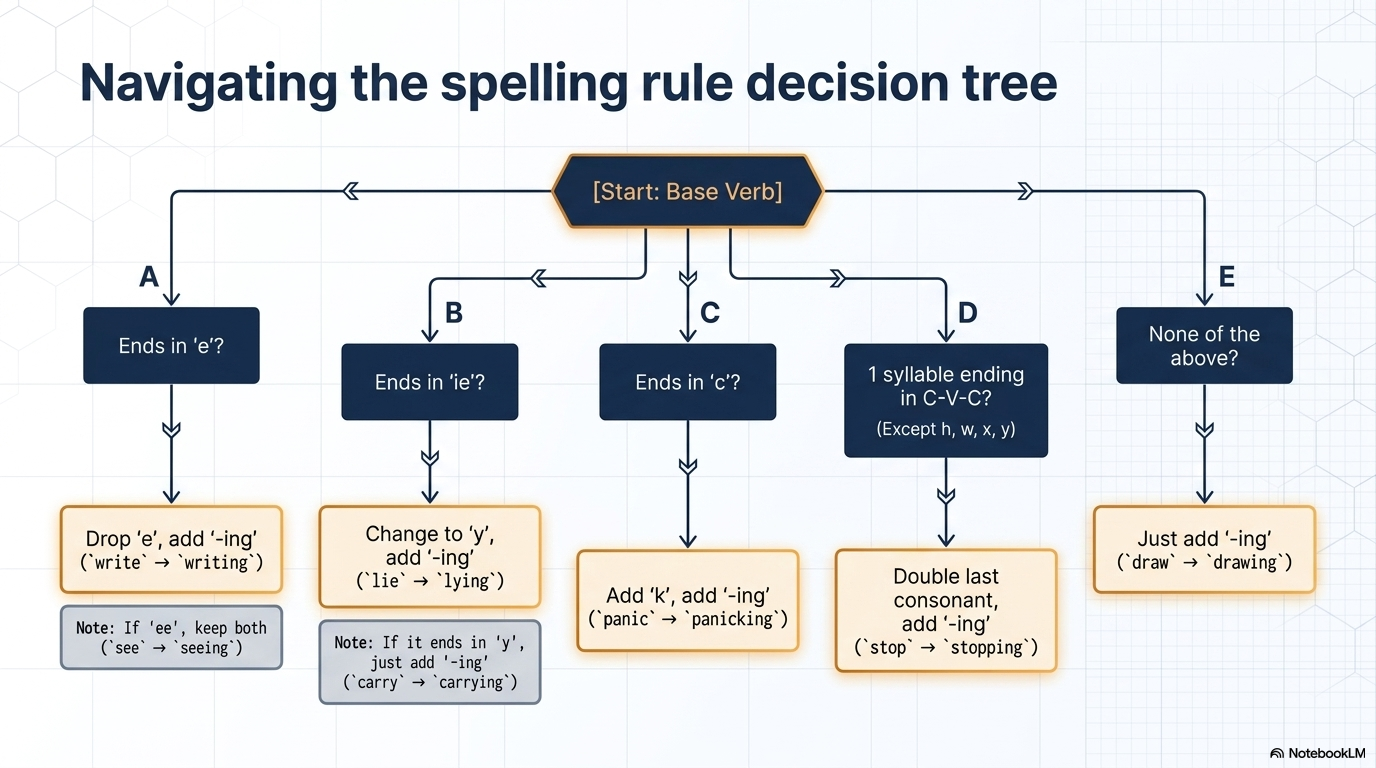 Navigating the spelling rule decision tree
[Start: Base Verb]
A
Ends in ‘e’?
Drop ‘e’, add ‘-ing’
(`write` → `writing`)
Note: If ‘ee’, keep both
(`see` → `seeing`)
B
Ends in ‘ie’?
Change to ‘y’,
add ‘-ing’
(`lie` → `lying`)
Note: If it ends in ‘y’,
just add ‘-ing’
(`carry` → `carrying`)
C
Ends in ‘c’?
Add ‘k’, add ‘-ing’
(`panic` → `panicking`)
D
1 syllable ending
in C-V-C?
(Except h, w, x, y)
Double last
consonant,
add ‘-ing’
(`stop` → `stopping`)
E
None of the
above?
Just add ‘-ing’
(`draw` → `drawing`)
NotebookLM